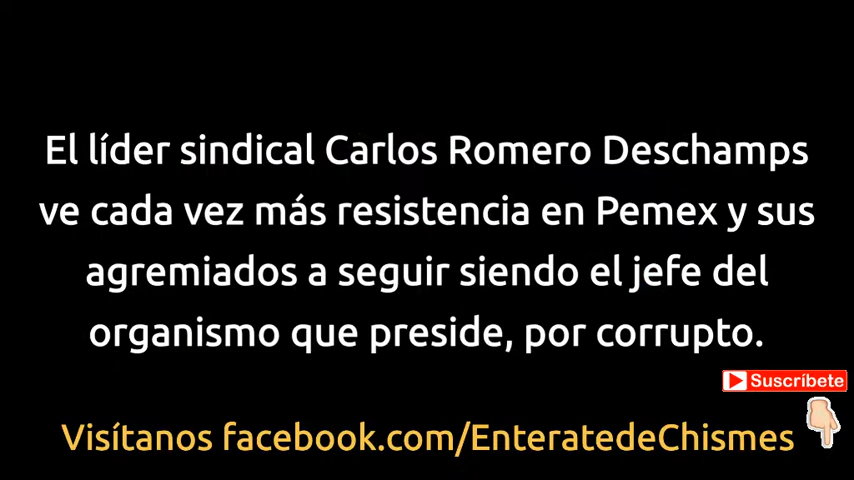 El líder sindical Carlos Romero Deschamps
ve cada vez más resistencia en Pemex y sus
agremiados a seguir siendo el jefe del
organismo que preside, por corrupto.
Suscríbete
Visítanos facebook.com/EnteratedeChismes